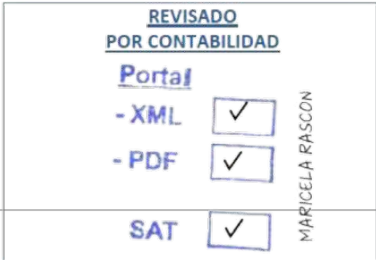 REVISADO
POR CONTABILIDAD
Portal
- XML ✓
- PDF ✓
SAT ✓
MARICELA RASCON